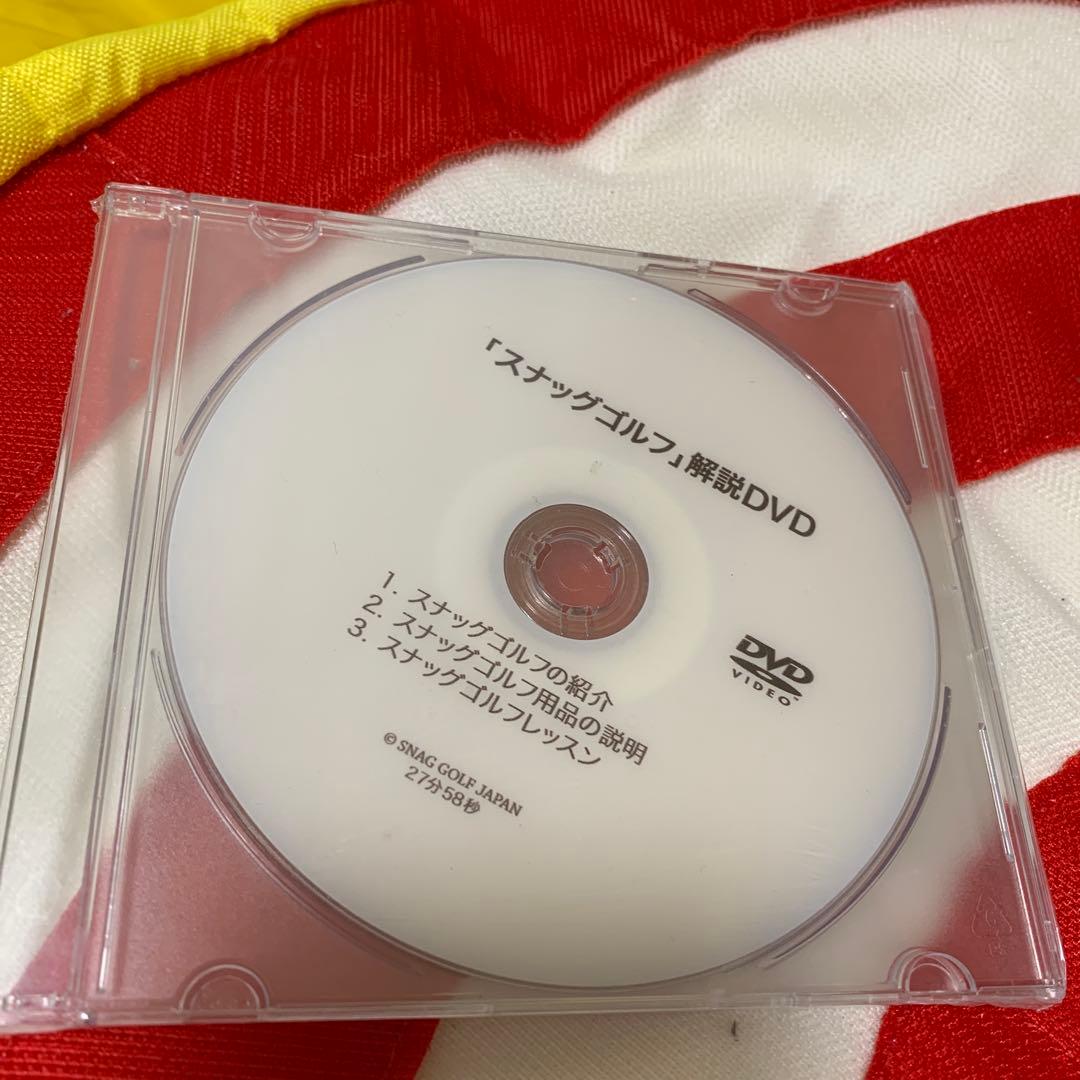 「スナッグゴルフ」解説DVD
1. スナッグゴルフの紹介
2. スナッグゴルフ用品の説明
3. スナッグゴルフレッスン
DVD
VIDEO™
© SNAG GOLF JAPAN
27分58秒